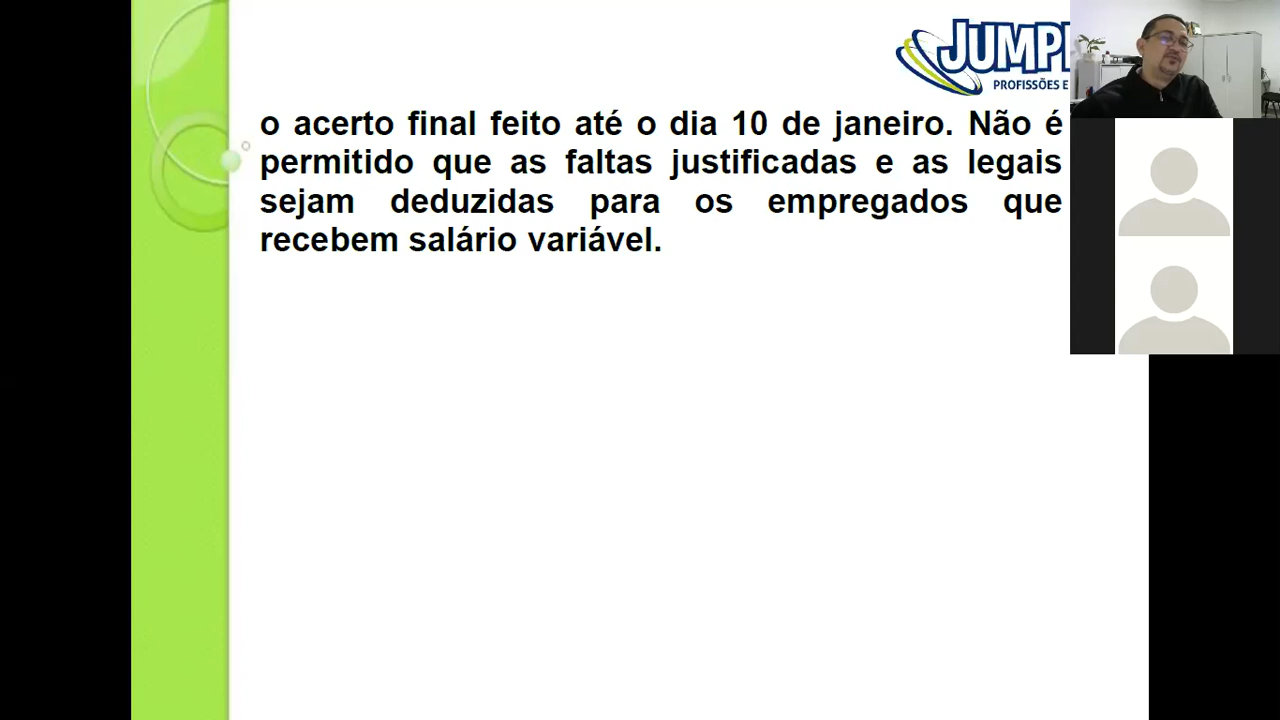 PROFISSÕES E
o acerto final feito até o dia 10 de janeiro. Não é
permitido que as faltas justificadas e as legais
sejam deduzidas para os empregados que
recebem salário variável.